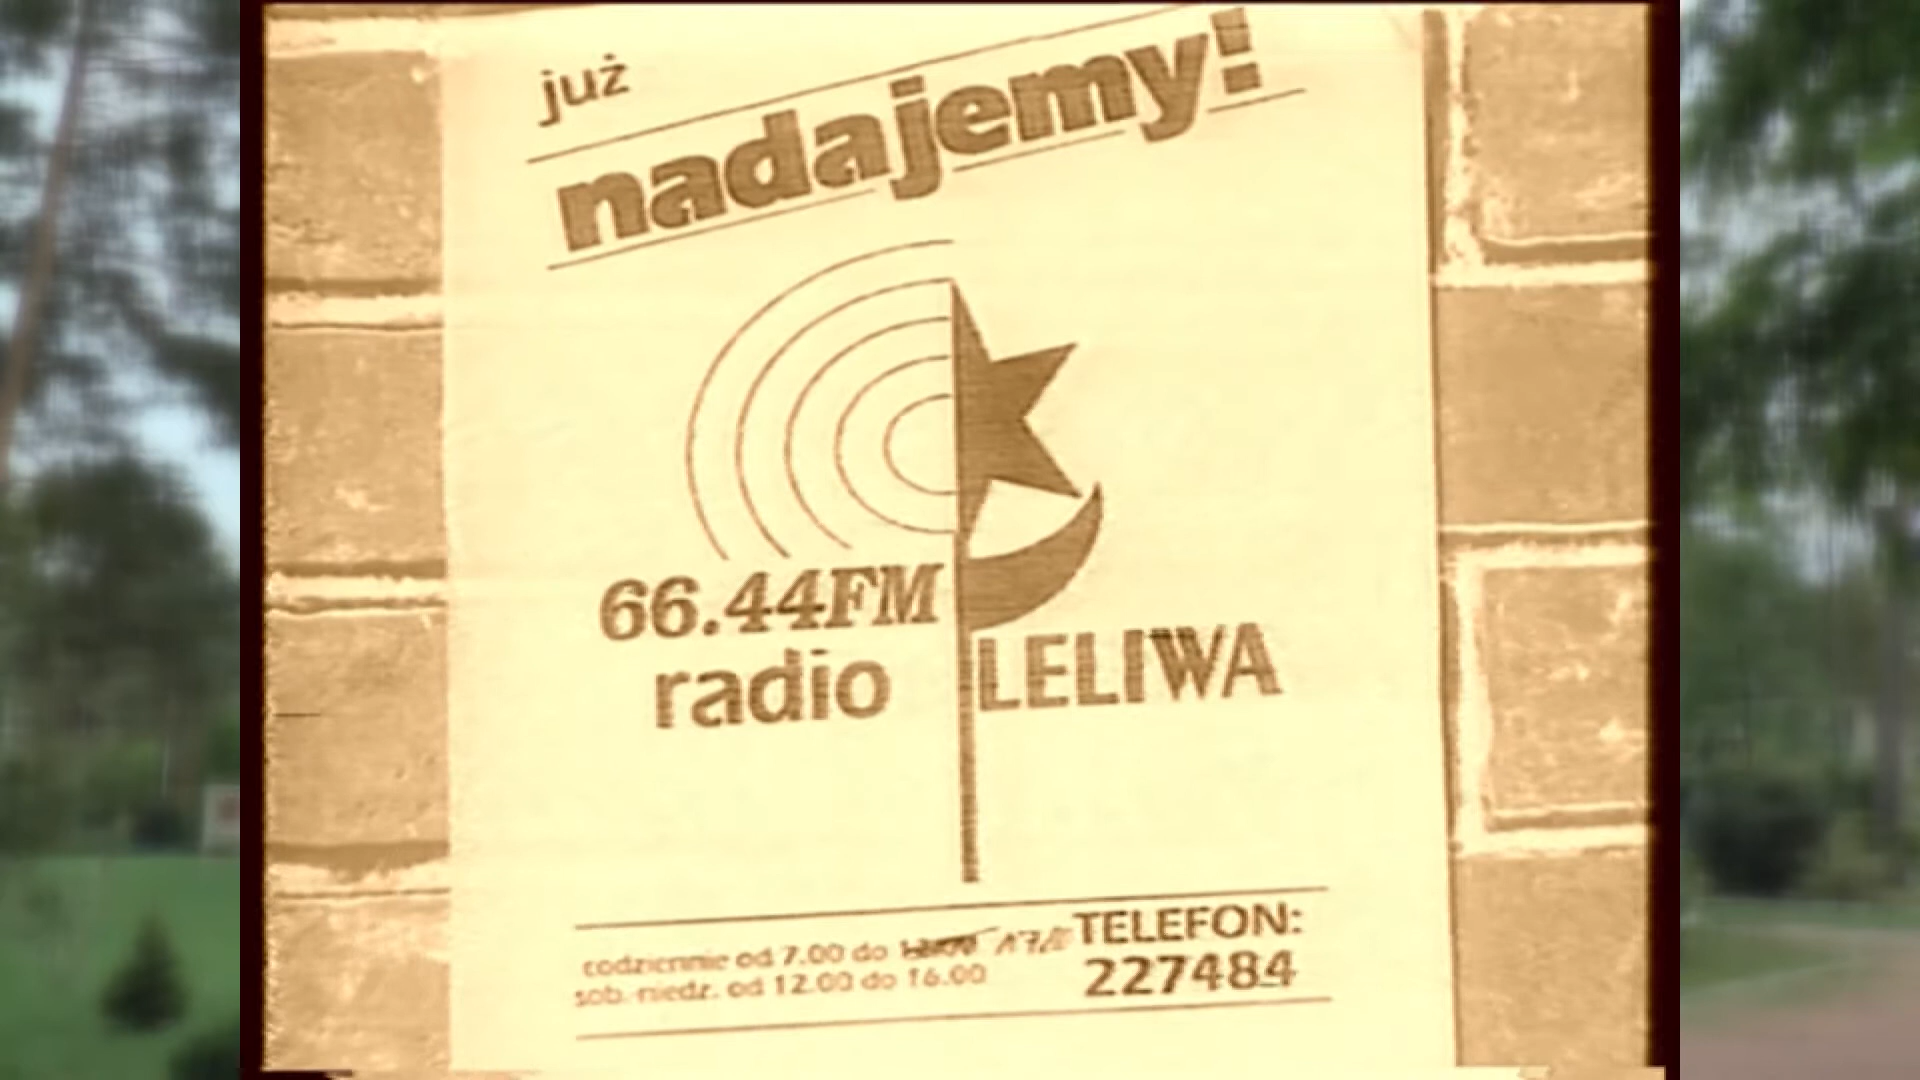 już
nadajemy!
66.44FM
radio LELIWA
codziennie od 7.00 do
sob.-niedz. od 12.00 do 16.00
TELEFON:
227484